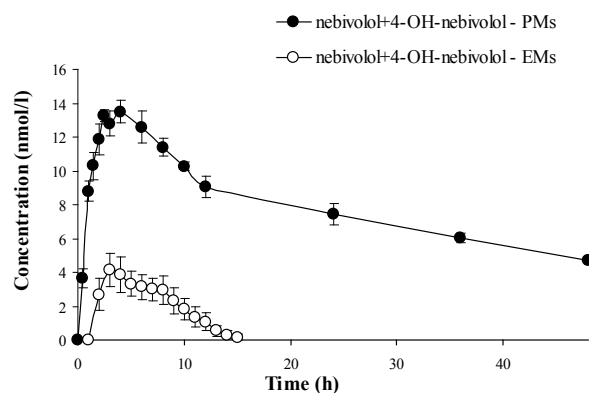 nebivolol+4-OH-nebivolol - PMs
nebivolol+4-OH-nebivolol - EMs
Concentration (nmol/l)
16
14
12
10
8
6
4
2
0
0 10 20 30 40
Time (h)